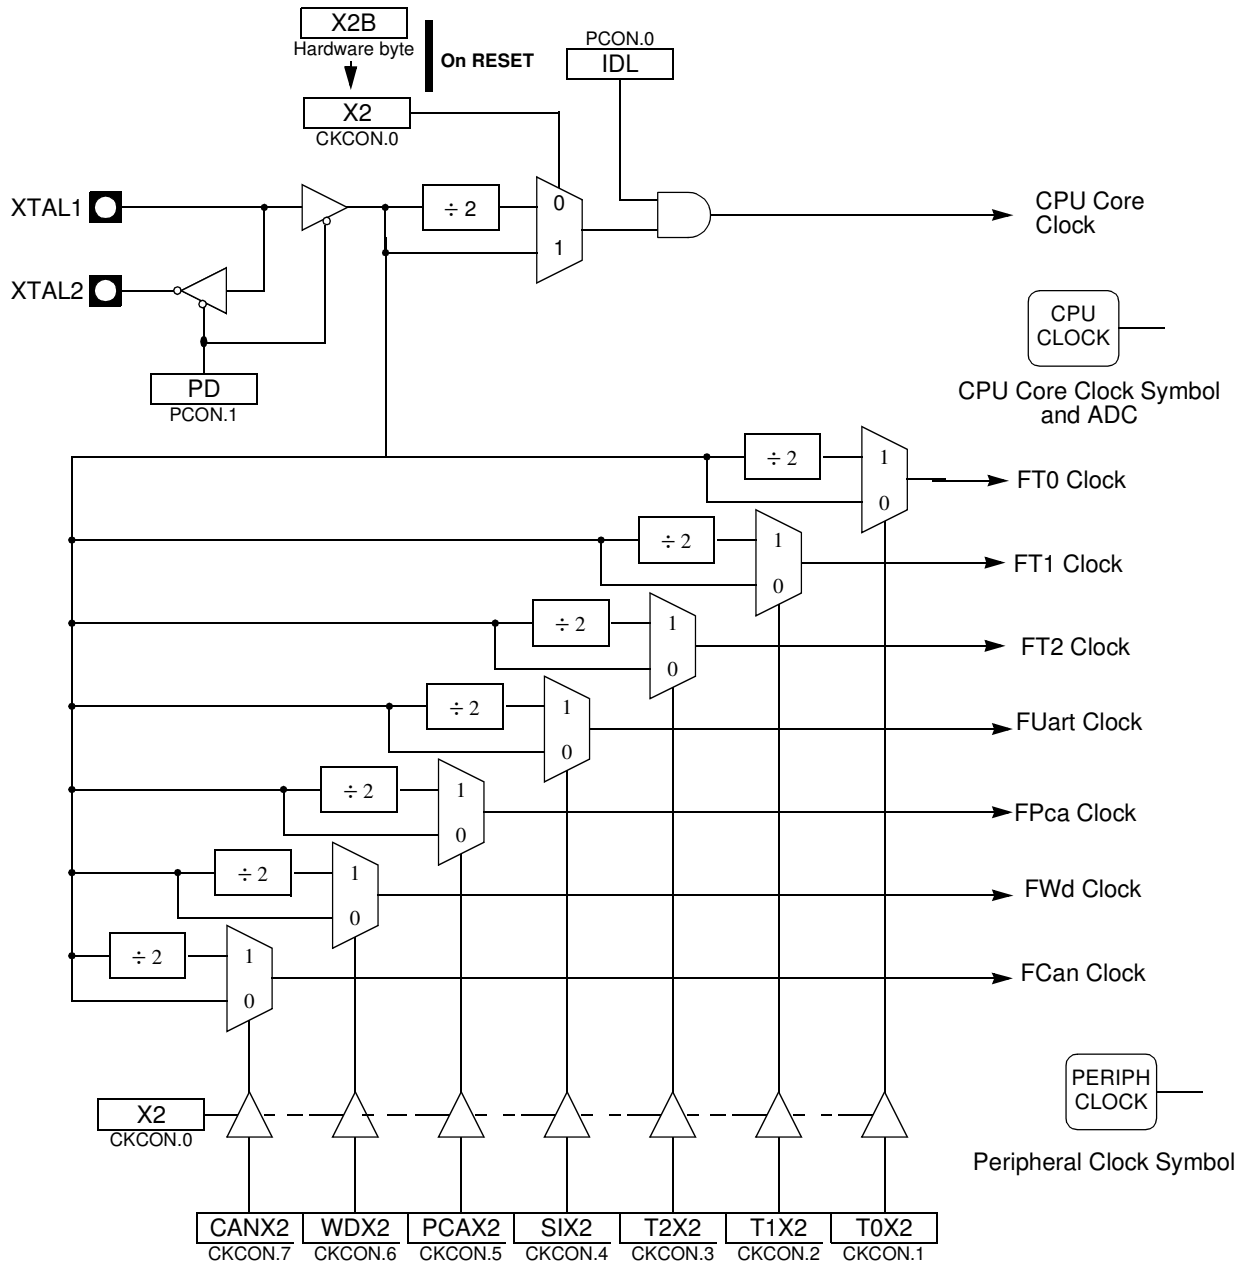 X2B
Hardware byte
On RESET
X2
CKCON.0
PCON.0
IDL
XTAL1
÷ 2
0
1
CPU Core
Clock
XTAL2
PD
PCON.1
CPU
CLOCK
CPU Core Clock Symbol
and ADC
÷ 2
1
0
FT0 Clock
÷ 2
1
0
FT1 Clock
÷ 2
1
0
FT2 Clock
÷ 2
1
0
FUart Clock
÷ 2
1
0
FPca Clock
÷ 2
1
0
FWd Clock
÷ 2
1
0
FCan Clock
X2
CKCON.0
PERIPH
CLOCK
Peripheral Clock Symbol
CANX2 WDX2 PCAX2 SIX2 T2X2 T1X2 T0X2
CKCON.7 CKCON.6 CKCON.5 CKCON.4 CKCON.3 CKCON.2 CKCON.1